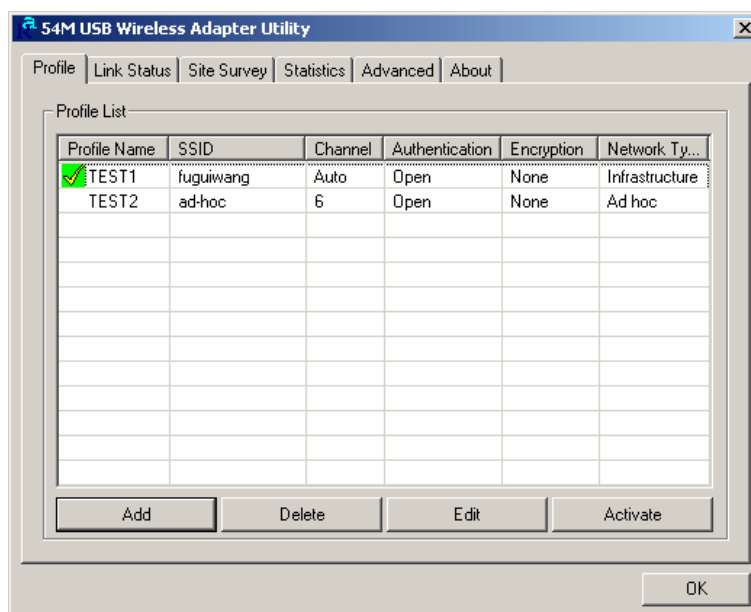 54M USB Wireless Adapter Utility
Profile Link Status Site Survey Statistics Advanced About
Profile List
Profile Name SSID Channel Authentication Encryption Network Ty...
TEST1 fuguiwang Auto Open None Infrastructure
TEST2 ad-hoc 6 Open None Ad hoc
Add Delete Edit Activate
OK